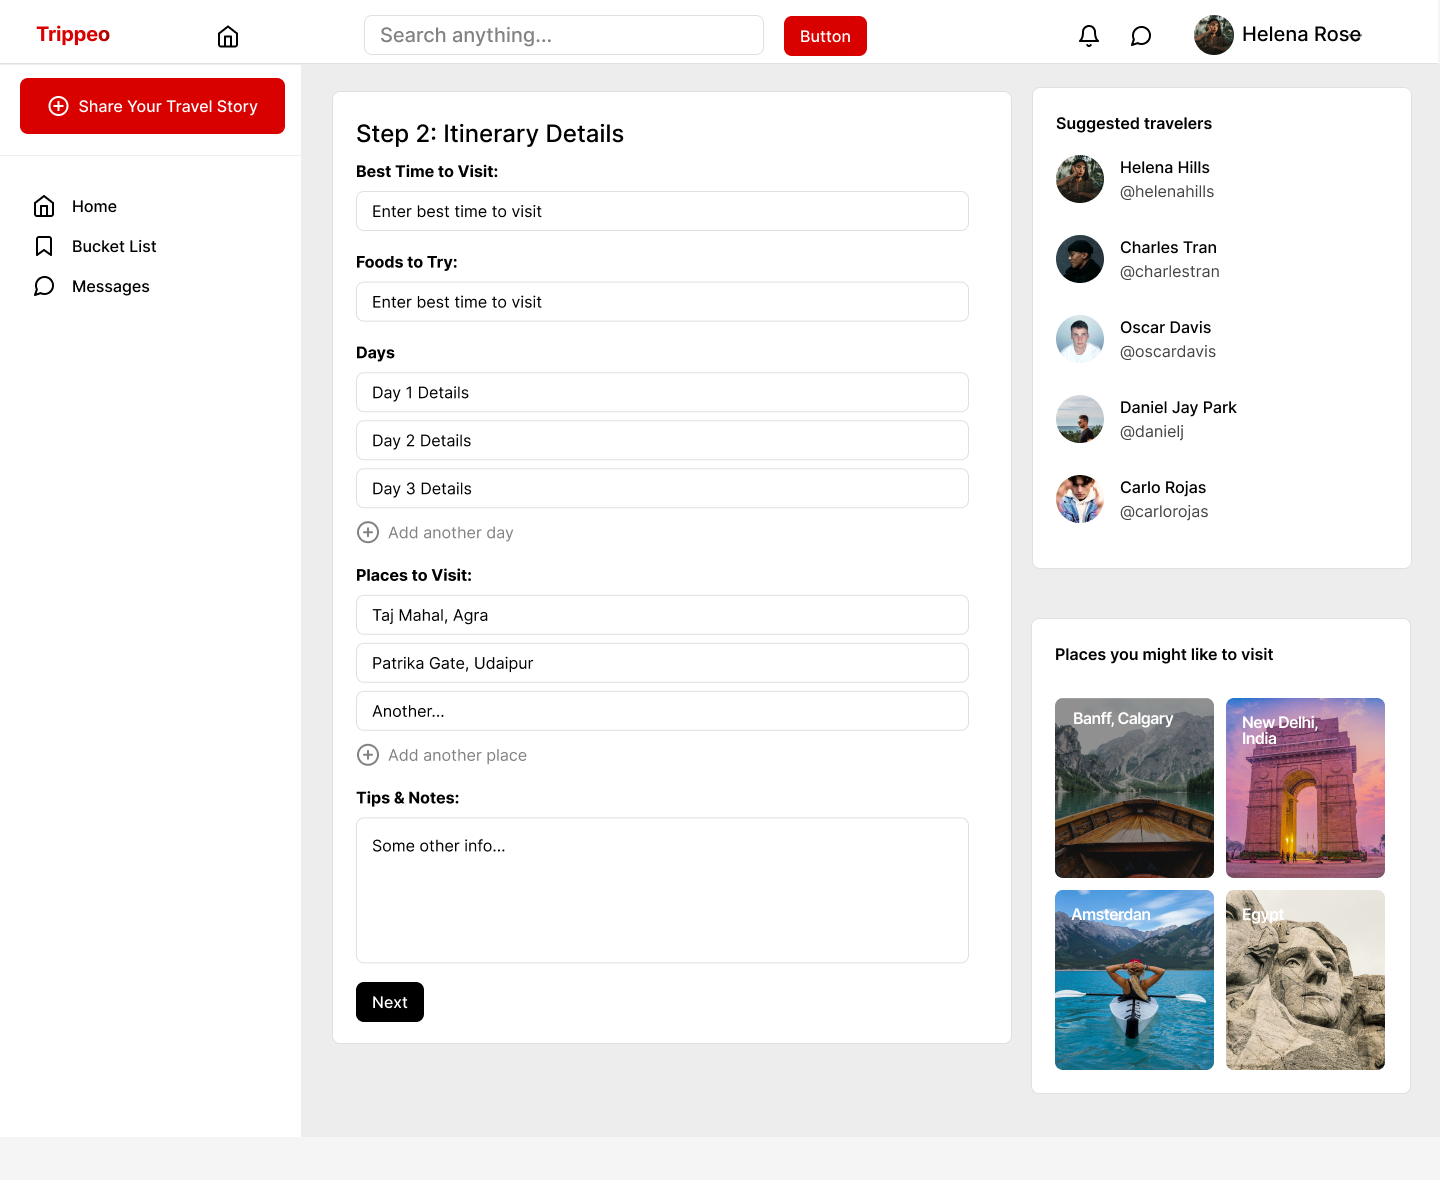 Trippeo
Search anything...
Button
Helena Rose
Share Your Travel Story
Home
Bucket List
Messages
Step 2: Itinerary Details
Best Time to Visit:
Enter best time to visit
Foods to Try:
Enter best time to visit
Days
Day 1 Details
Day 2 Details
Day 3 Details
Add another day
Places to Visit:
Taj Mahal, Agra
Patrika Gate, Udaipur
Another...
Add another place
Tips & Notes:
Some other info...
Next
Suggested travelers
Helena Hills
@helenahills
Charles Tran
@charlestran
Oscar Davis
@oscardavis
Daniel Jay Park
@danielj
Carlo Rojas
@carlorojas
Places you might like to visit
Banff, Calgary
New Delhi,
India
Amsterdan
Egypt